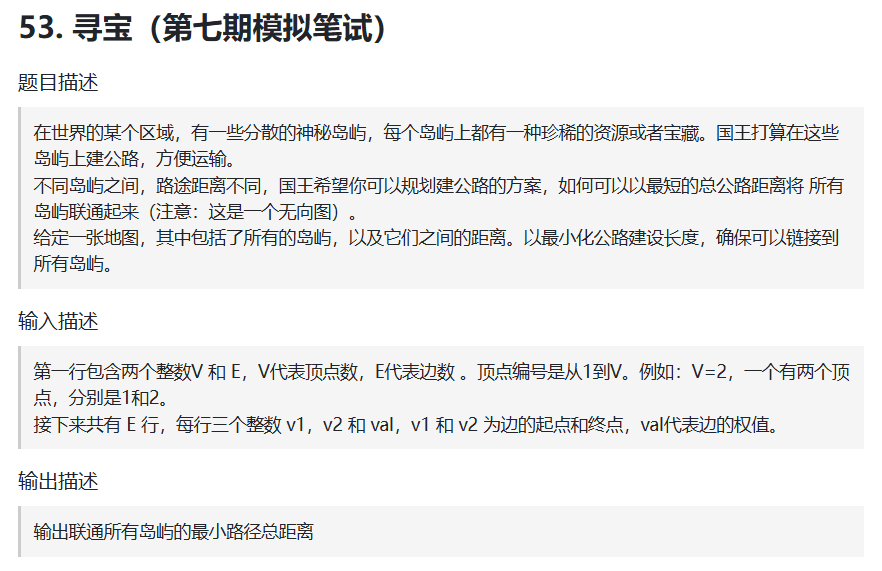 53. 寻宝（第七期模拟笔试）
题目描述
在世界的某个区域，有一些分散的神秘岛屿，每个岛屿上都有一种珍稀的资源或者宝藏。国王打算在这些
岛屿上建公路，方便运输。
不同岛屿之间，路途距离不同，国王希望你可以规划建公路的方案，如何可以以最短的总公路距离将 所有
岛屿联通起来（注意：这是一个无向图）。
给定一张地图，其中包括了所有的岛屿，以及它们之间的距离。以最小化公路建设长度，确保可以链接到
所有岛屿。
输入描述
第一行包含两个整数V 和 E，V代表顶点数，E代表边数 。顶点编号是从1到V。例如：V=2，一个有两个顶
点，分别是1和2。
接下来共有 E 行，每行三个整数 v1，v2 和 val，v1 和 v2 为边的起点和终点，val代表边的权值。
输出描述
输出联通所有岛屿的最小路径总距离